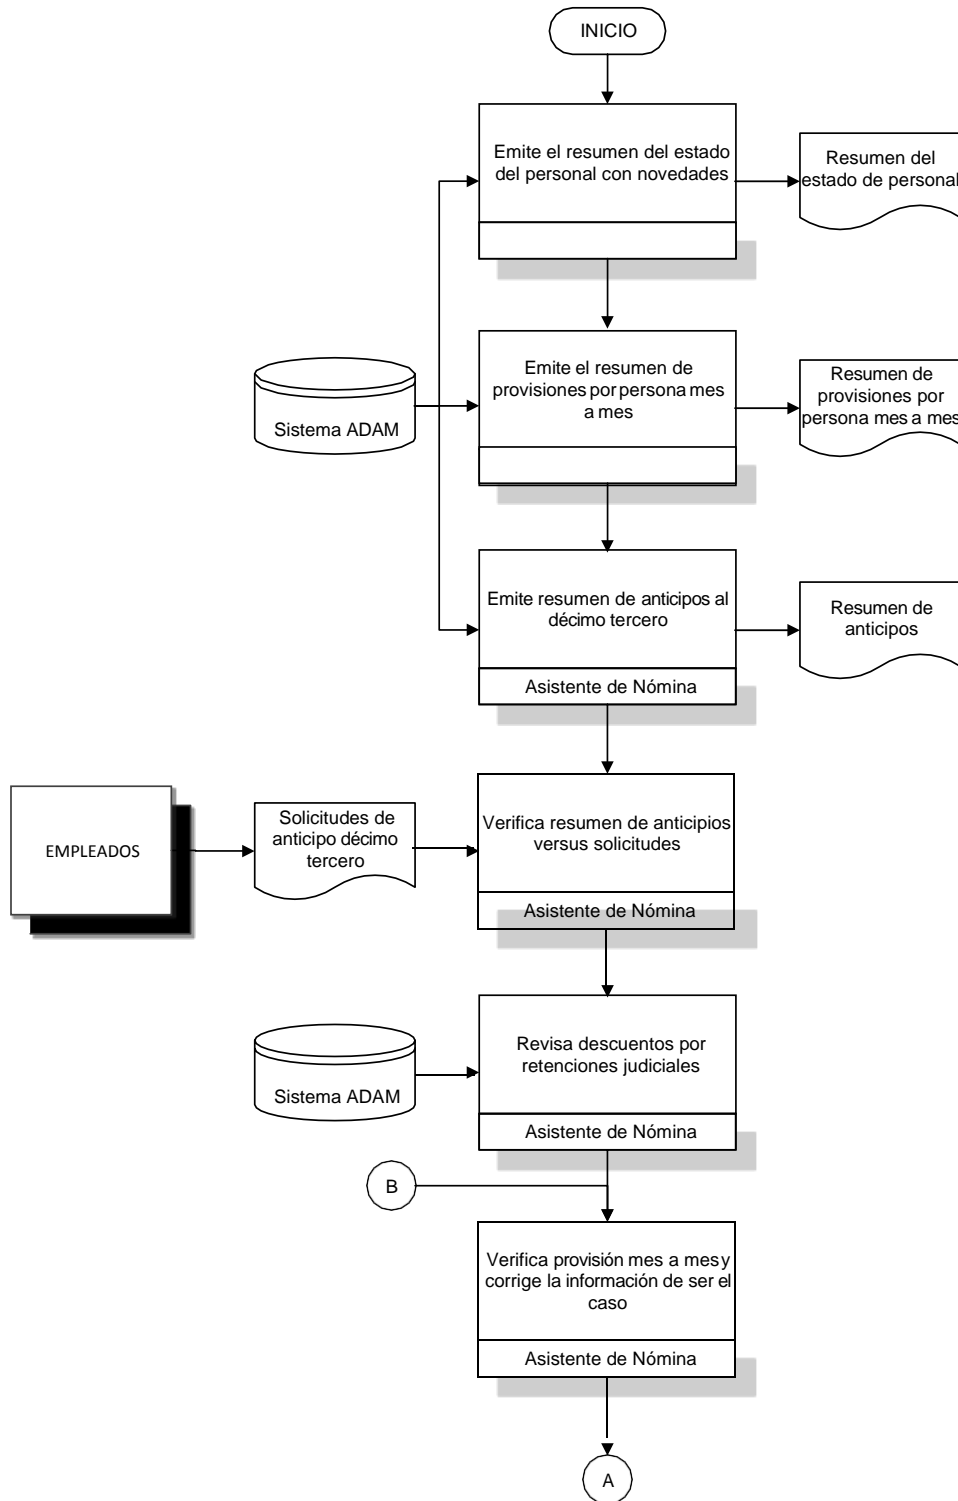 INICIO
Emite el resumen del estado
del personal con novedades
Resumen del
estado de personal
Sistema ADAM
Emite el resumen de
provisiones por persona mes
a mes
Resumen de
provisiones por
persona mes a mes
Emite resumen de anticipos al
décimo tercero
Asistente de Nómina
Resumen de
anticipos
EMPLEADOS
Solicitudes de
anticipo décimo
tercero
Verifica resumen de anticipios
versus solicitudes
Asistente de Nómina
Sistema ADAM
Revisa descuentos por
retenciones judiciales
Asistente de Nómina
B
Verifica provisión mes a mes y
corrige la información de ser el
caso
Asistente de Nómina
A